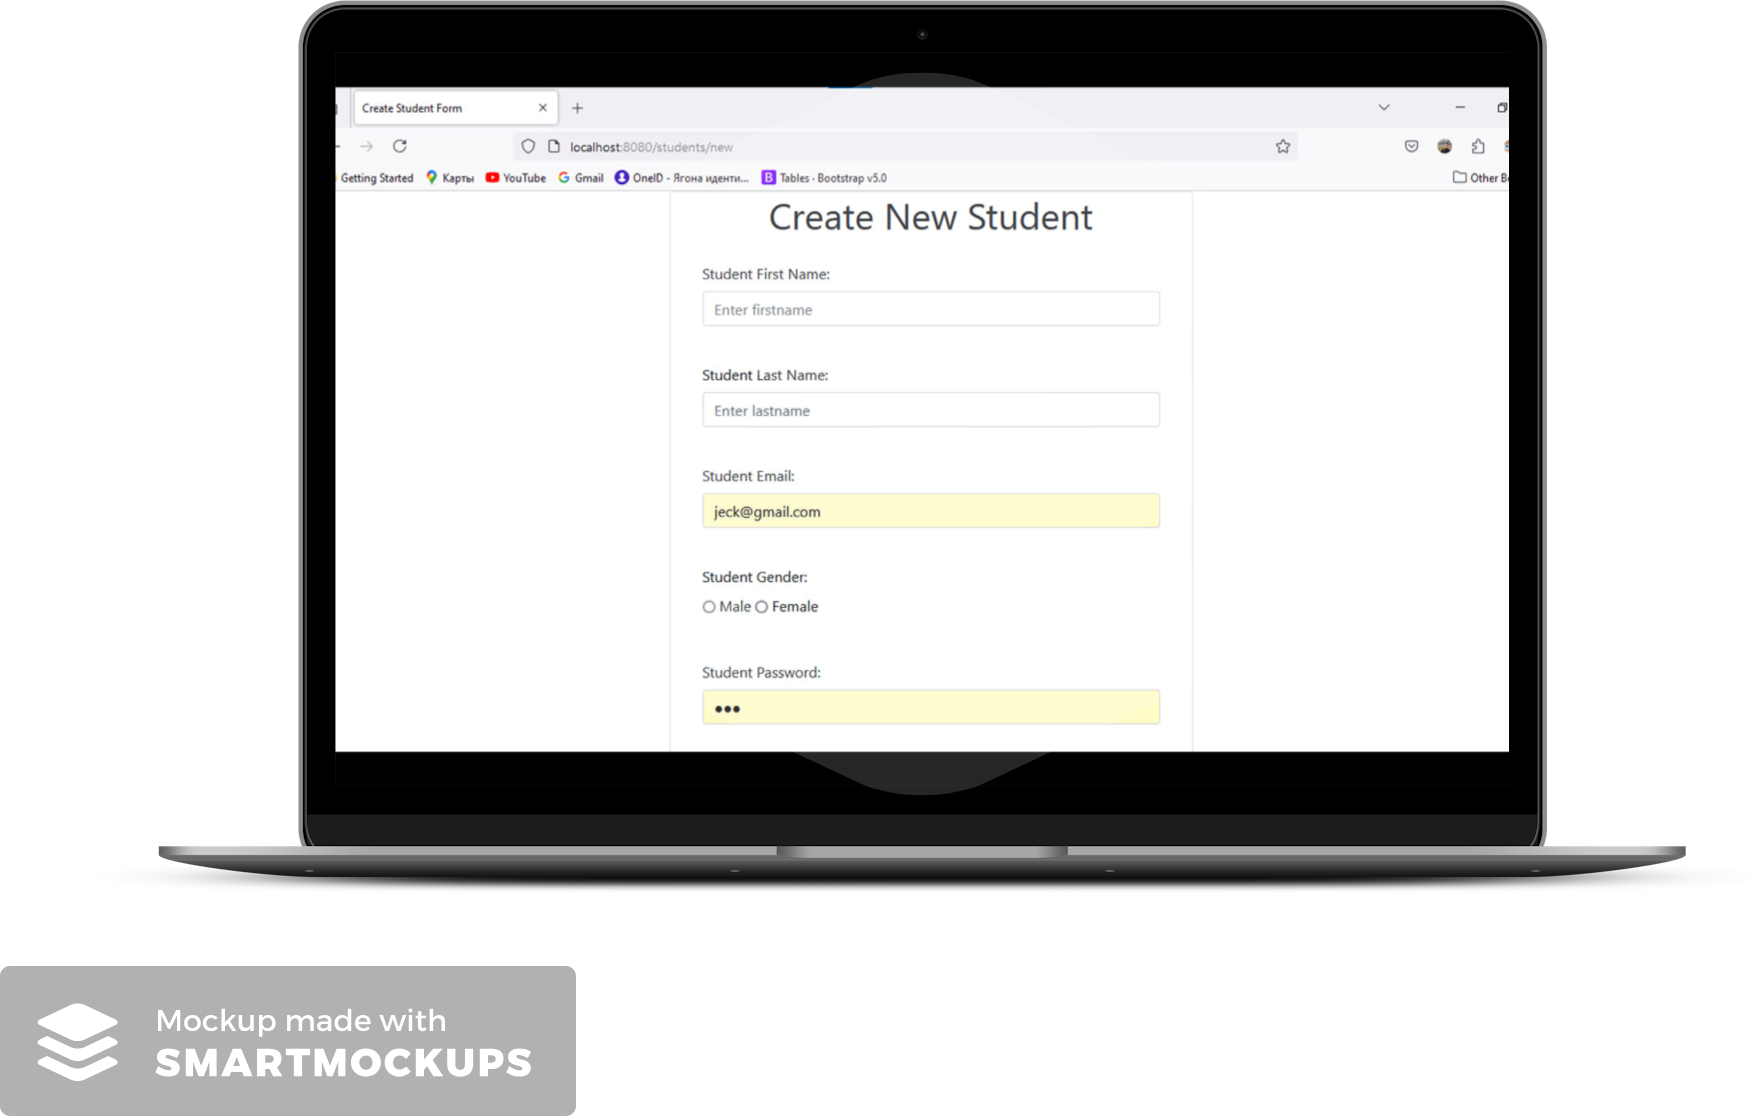 Create Student Form
localhost:8080/students/new
Getting Started Карты YouTube Gmail OneID - Ягона иденти... B Tables · Bootstrap v5.0 Other B
Create New Student
Student First Name:
Enter firstname
Student Last Name:
Enter lastname
Student Email:
jeck@gmail.com
Student Gender:
Male Female
Student Password:
Mockup made with
SMARTMOCKUPS